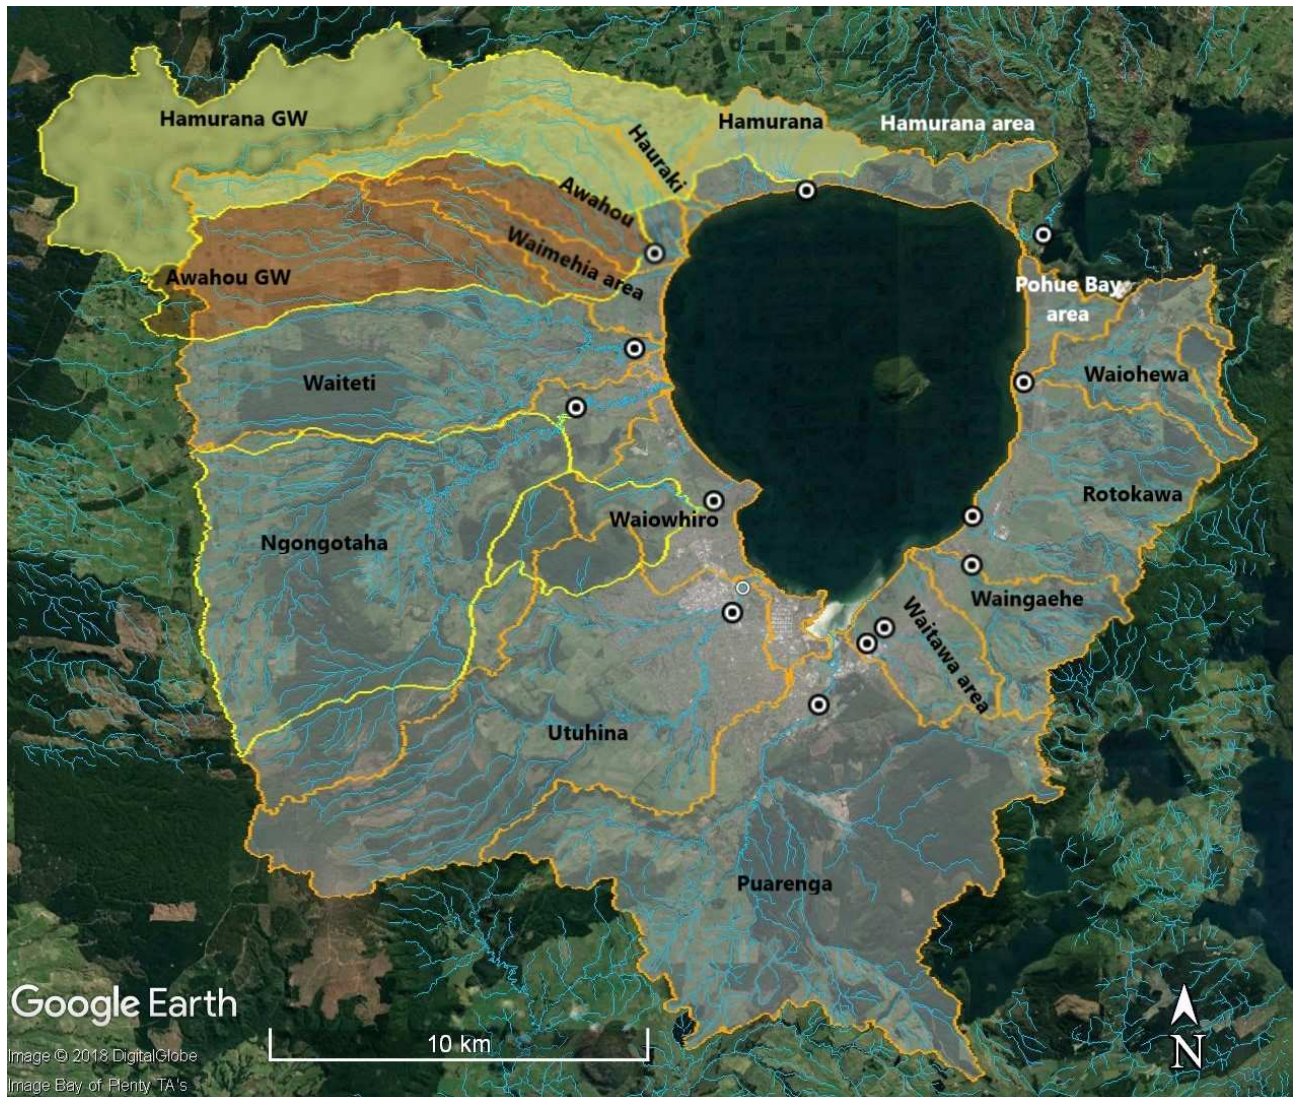 Hamurana GW
Hamurana
Hamurana area
Hauraki
Awahou
Waimehia area
Awahou GW
Pohue Bay
area
Waiteti
Waiohewa
Rotokawa
Waiowhiro
Ngongotaha
Waingaehe
Waitawa area
Utuhina
Puarenga
Google Earth
10 km
N
Image © 2018 DigitalGlobe
Image Bay of Plenty TA's